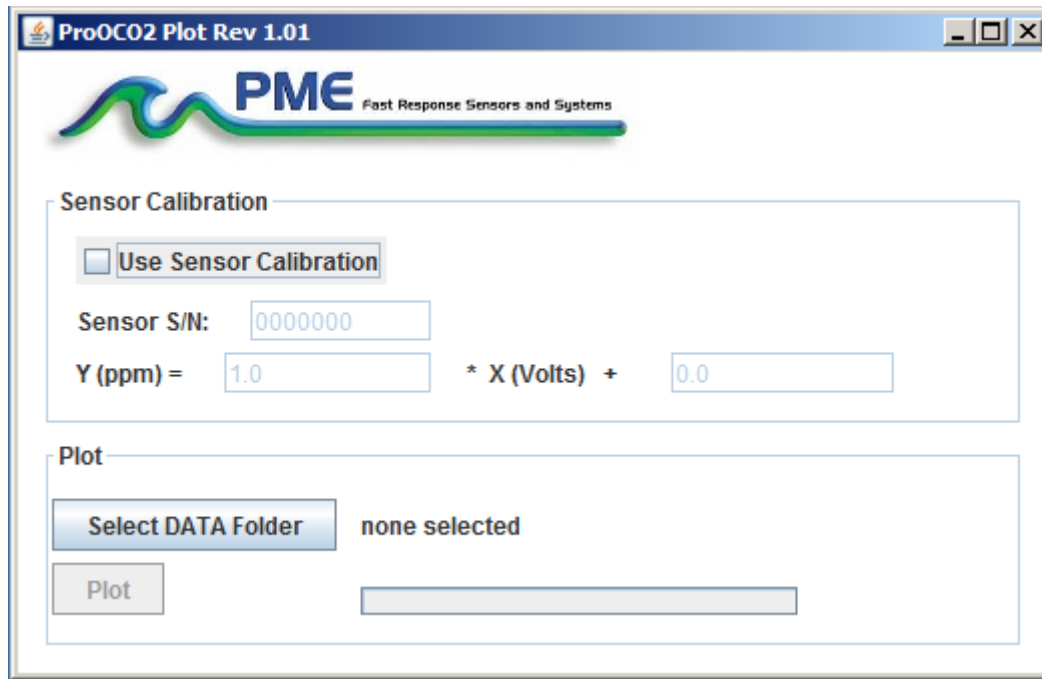 ProOCO2 Plot Rev 1.01
PME Fast Response Sensors and Systems
Sensor Calibration
Use Sensor Calibration
Sensor S/N: 0000000
Y (ppm) = 1.0 * X (Volts) + 0.0
Plot
Select DATA Folder none selected
Plot